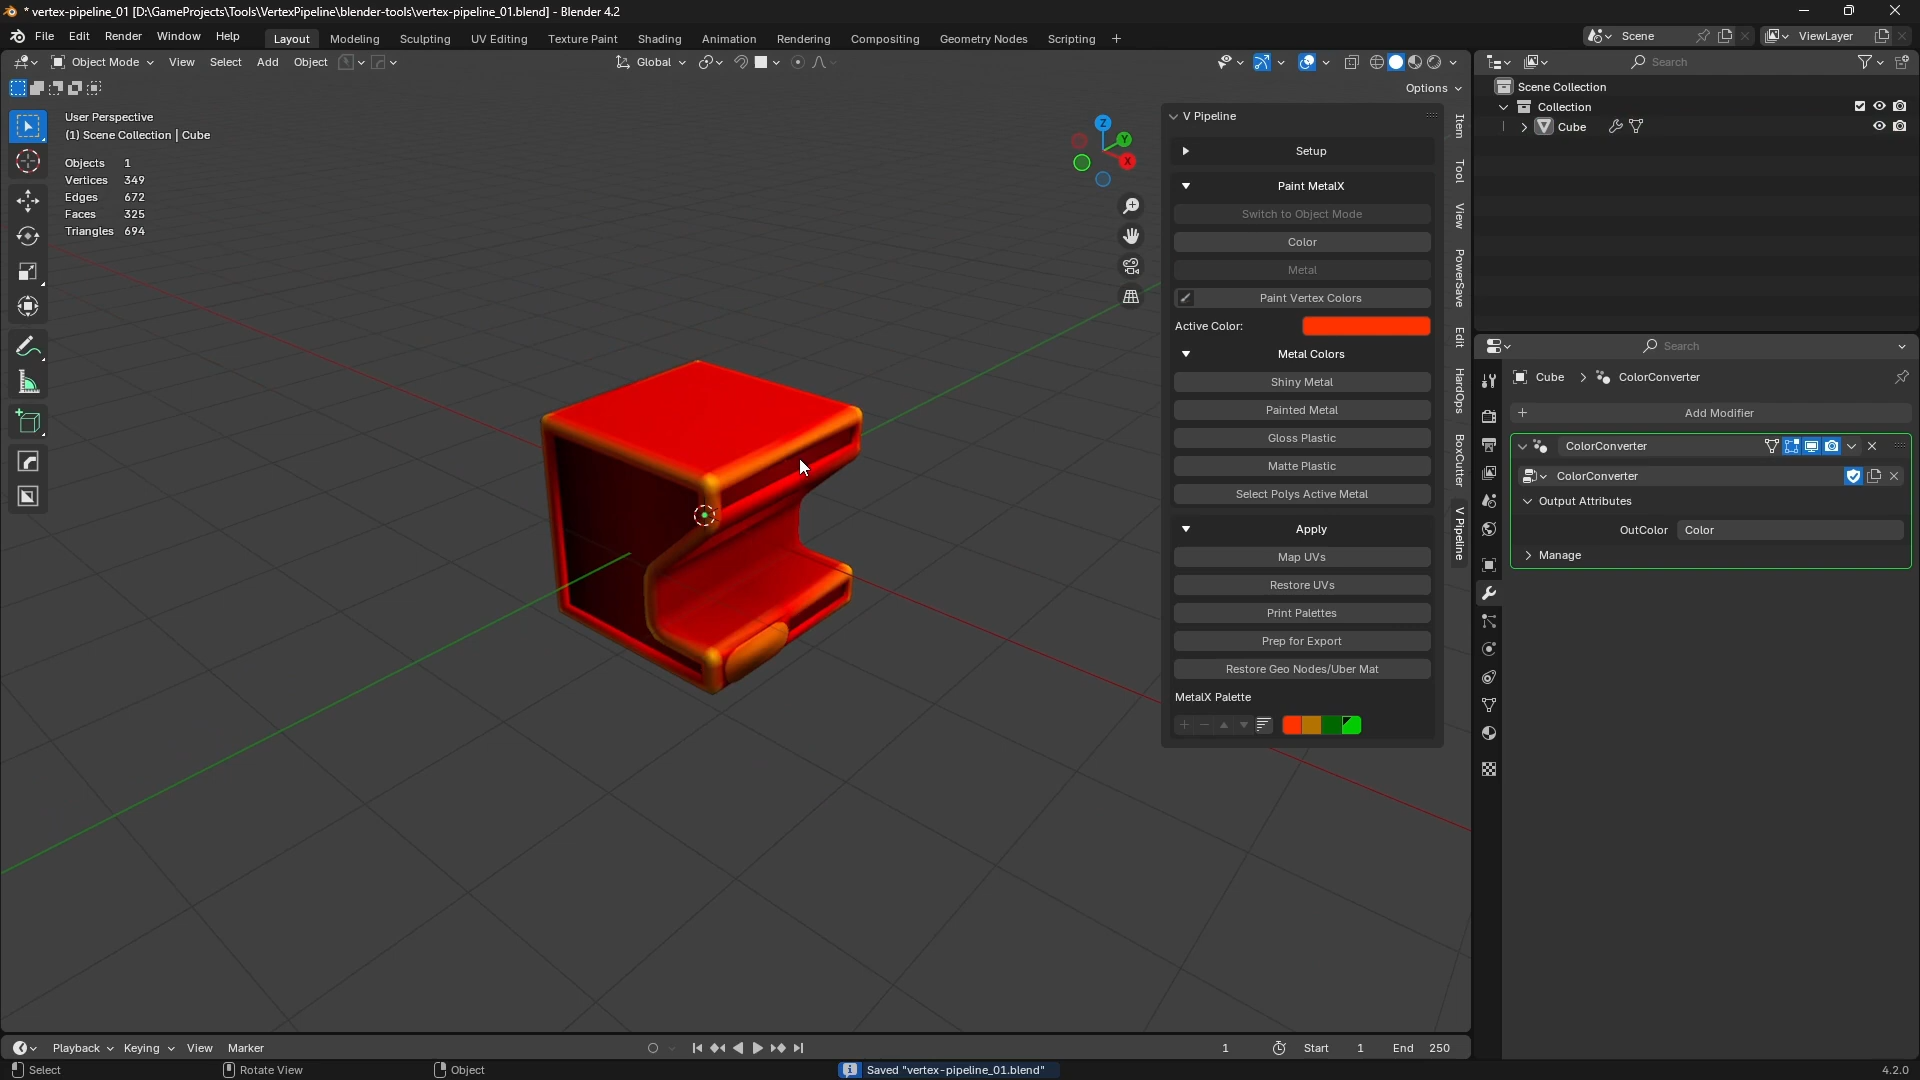 * vertex-pipeline_01 [D:\GameProjects\Tools\VertexPipeline\blender-tools\vertex-pipeline_01.blend] - Blender 4.2
File Edit Render Window Help Layout Modeling Sculpting UV Editing Texture Paint Shading Animation Rendering Compositing Geometry Nodes Scripting + Scene ViewLayer
Object Mode View Select Add Object Global Search
Options
User Perspective
(1) Scene Collection | Cube
Objects 1
Vertices 349
Edges 672
Faces 325
Triangles 694
Z
Y
X
V Pipeline
Setup
Paint MetalX
Switch to Object Mode
Color
Metal
Paint Vertex Colors
Active Color:
Metal Colors
Shiny Metal
Painted Metal
Gloss Plastic
Matte Plastic
Select Polys Active Metal
Apply
Map UVs
Restore UVs
Print Palettes
Prep for Export
Restore Geo Nodes/Uber Mat
MetalX Palette
Item
Tool
View
PowerSave
Edit
HardOps
BoxCutter
V Pipeline
Scene Collection
Collection
Cube
Search
Cube ColorConverter
Add Modifier
ColorConverter
ColorConverter
Output Attributes
OutColor Color
Manage
Playback Keying View Marker 1 Start 1 End 250
Select Rotate View Object Saved "vertex-pipeline_01.blend" 4.2.0